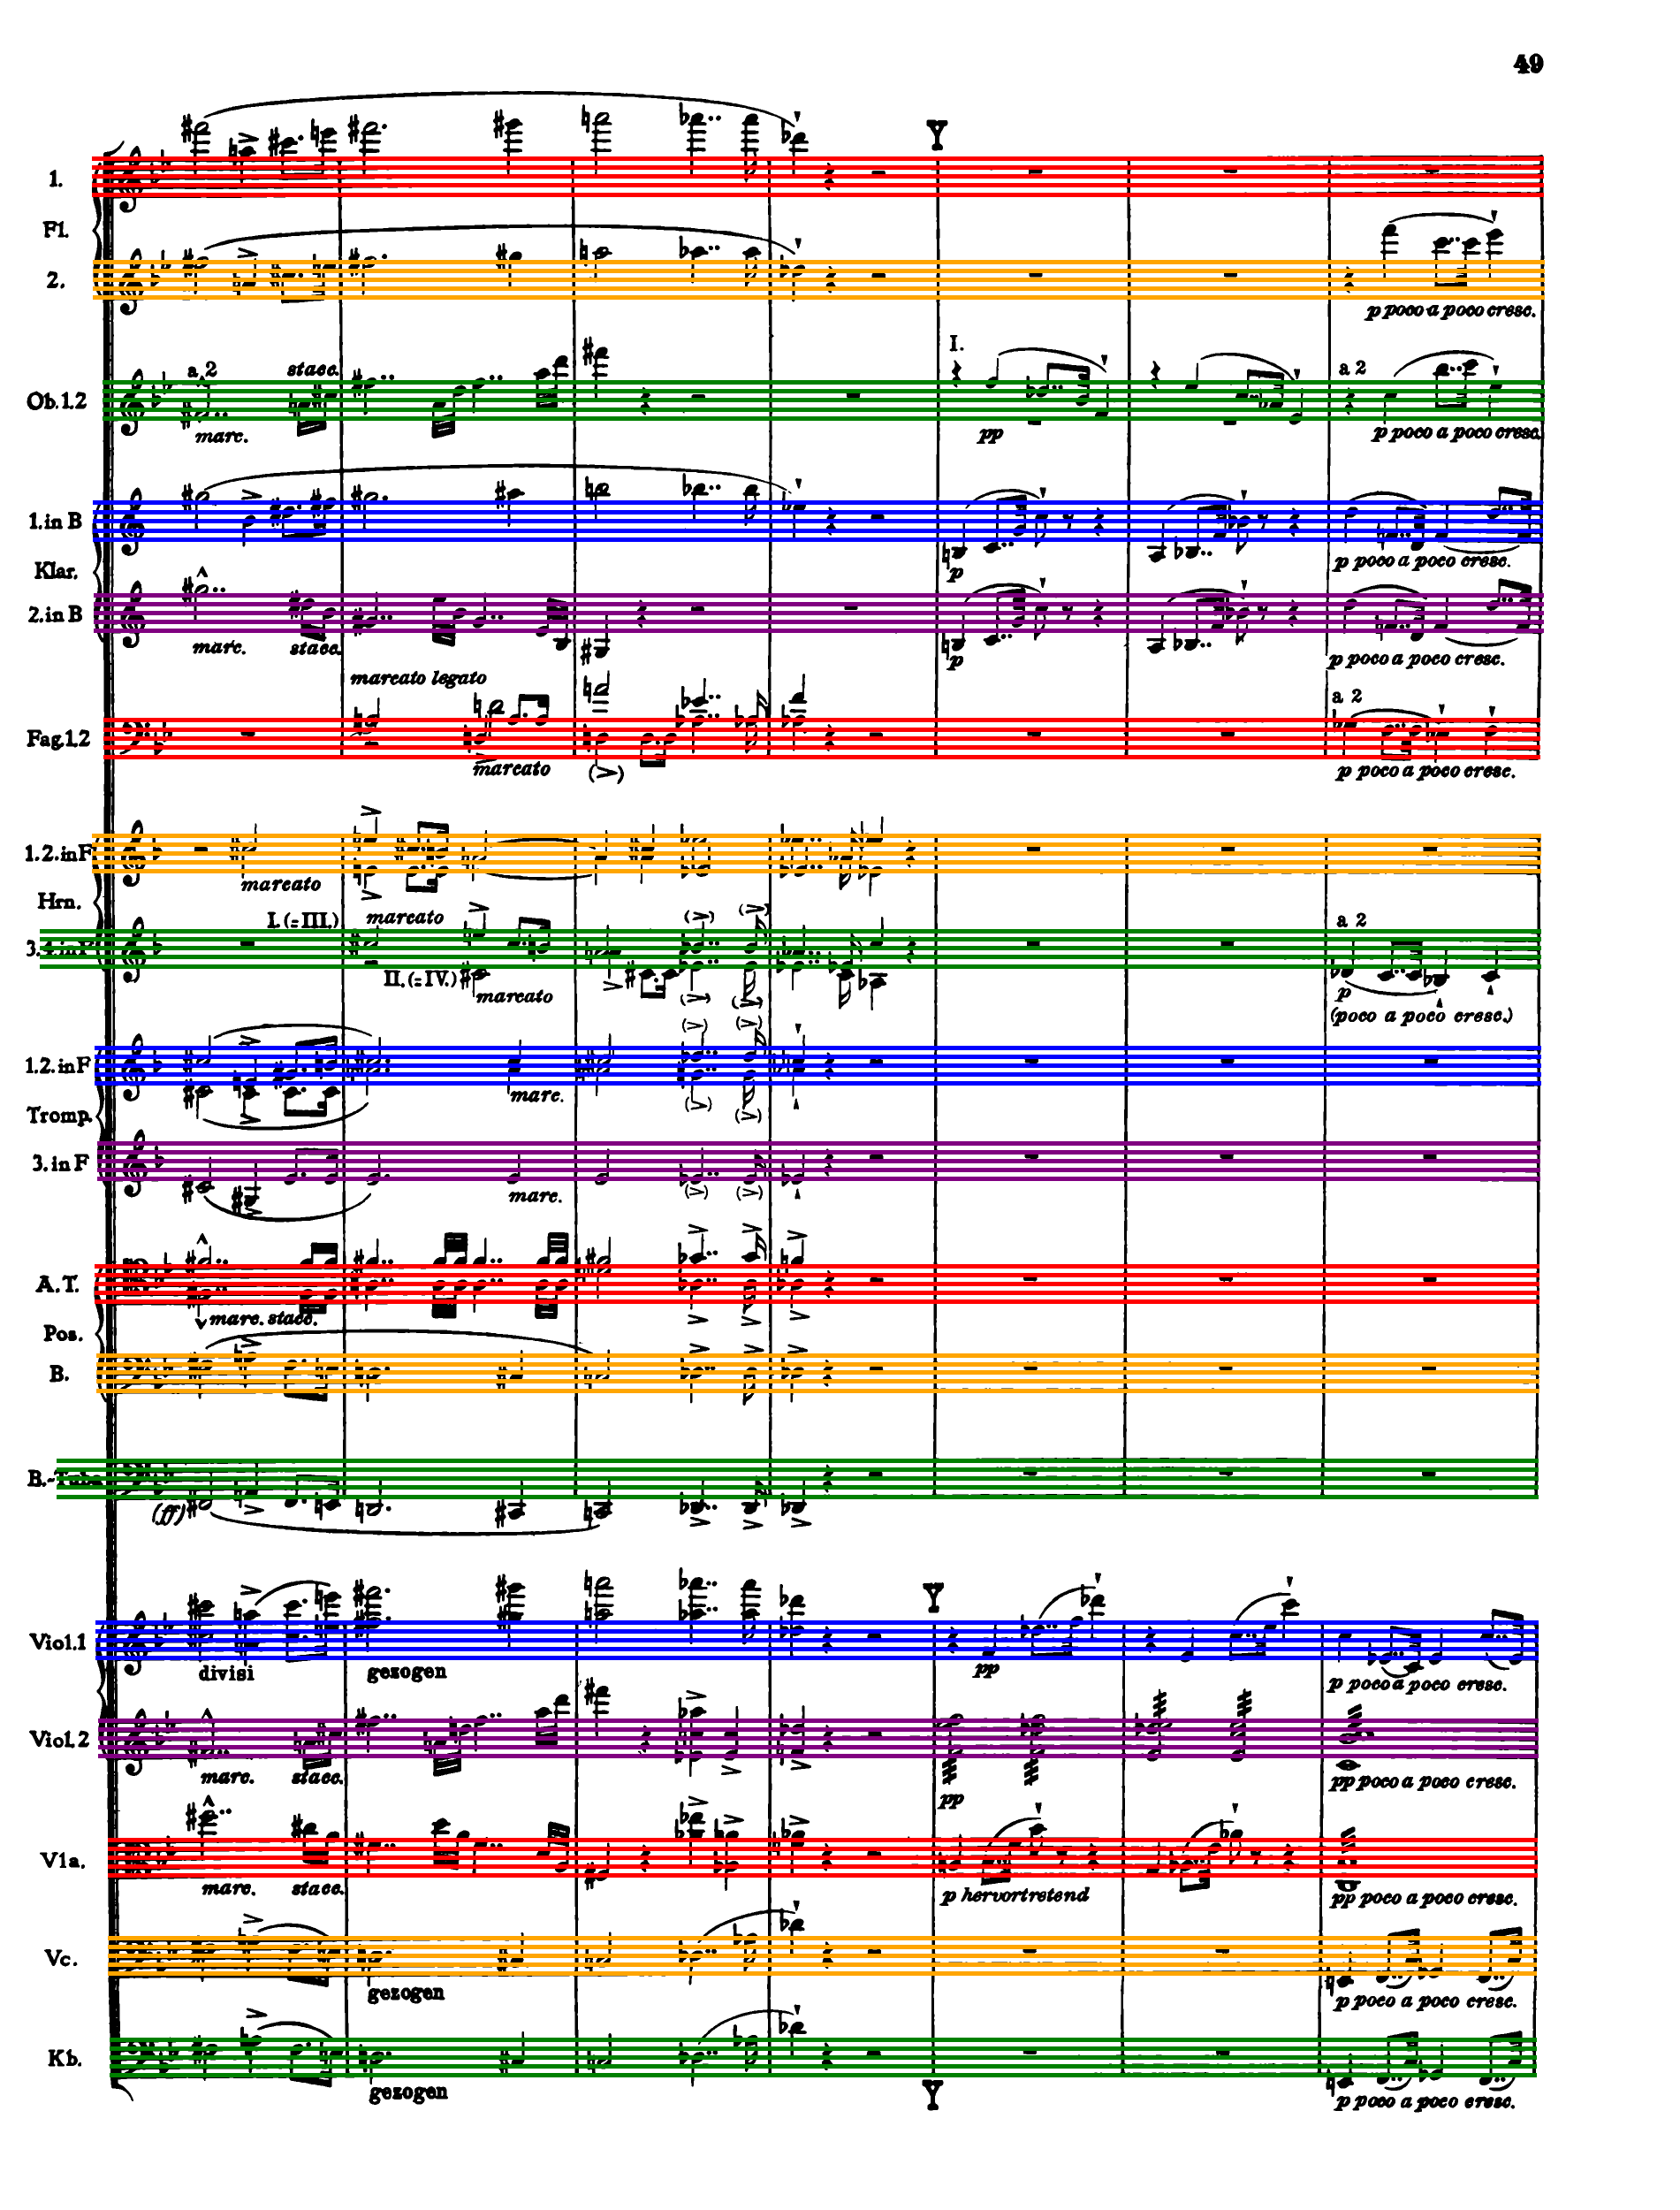 49
Y
1.
Fl.
2.
p poco a poco cresc.
I.
a 2 stacc. a 2
Ob.1.2
marc. pp p poco a poco cresc.
1.in B
p p poco a poco cresc.
Klar.
2.in B
marc. stacc. p p poco a poco cresc.
marcato legato a 2
Fag.1.2
marcato p poco a poco cresc.
1.2.inF
marcato
Hrn.
I.(=III.) marcato a 2
3.4.inF
II.(=IV.) marcato p
(poco a poco cresc.)
1.2.inF
marc.
Tromp.
3.inF
marc.
A.T.
marc. stacc.
Pos.
B.
B.-Tuba
(ff)
Y
Viol.1
divisi gezogen pp p poco a poco cresc.
Viol.2
marc. stacc. pp pp poco a poco cresc.
Vla.
marc. stacc. p hervortretend pp poco a poco cresc.
Vc.
gezogen p poco a poco cresc.
Kb.
gezogen Y p poco a poco cresc.